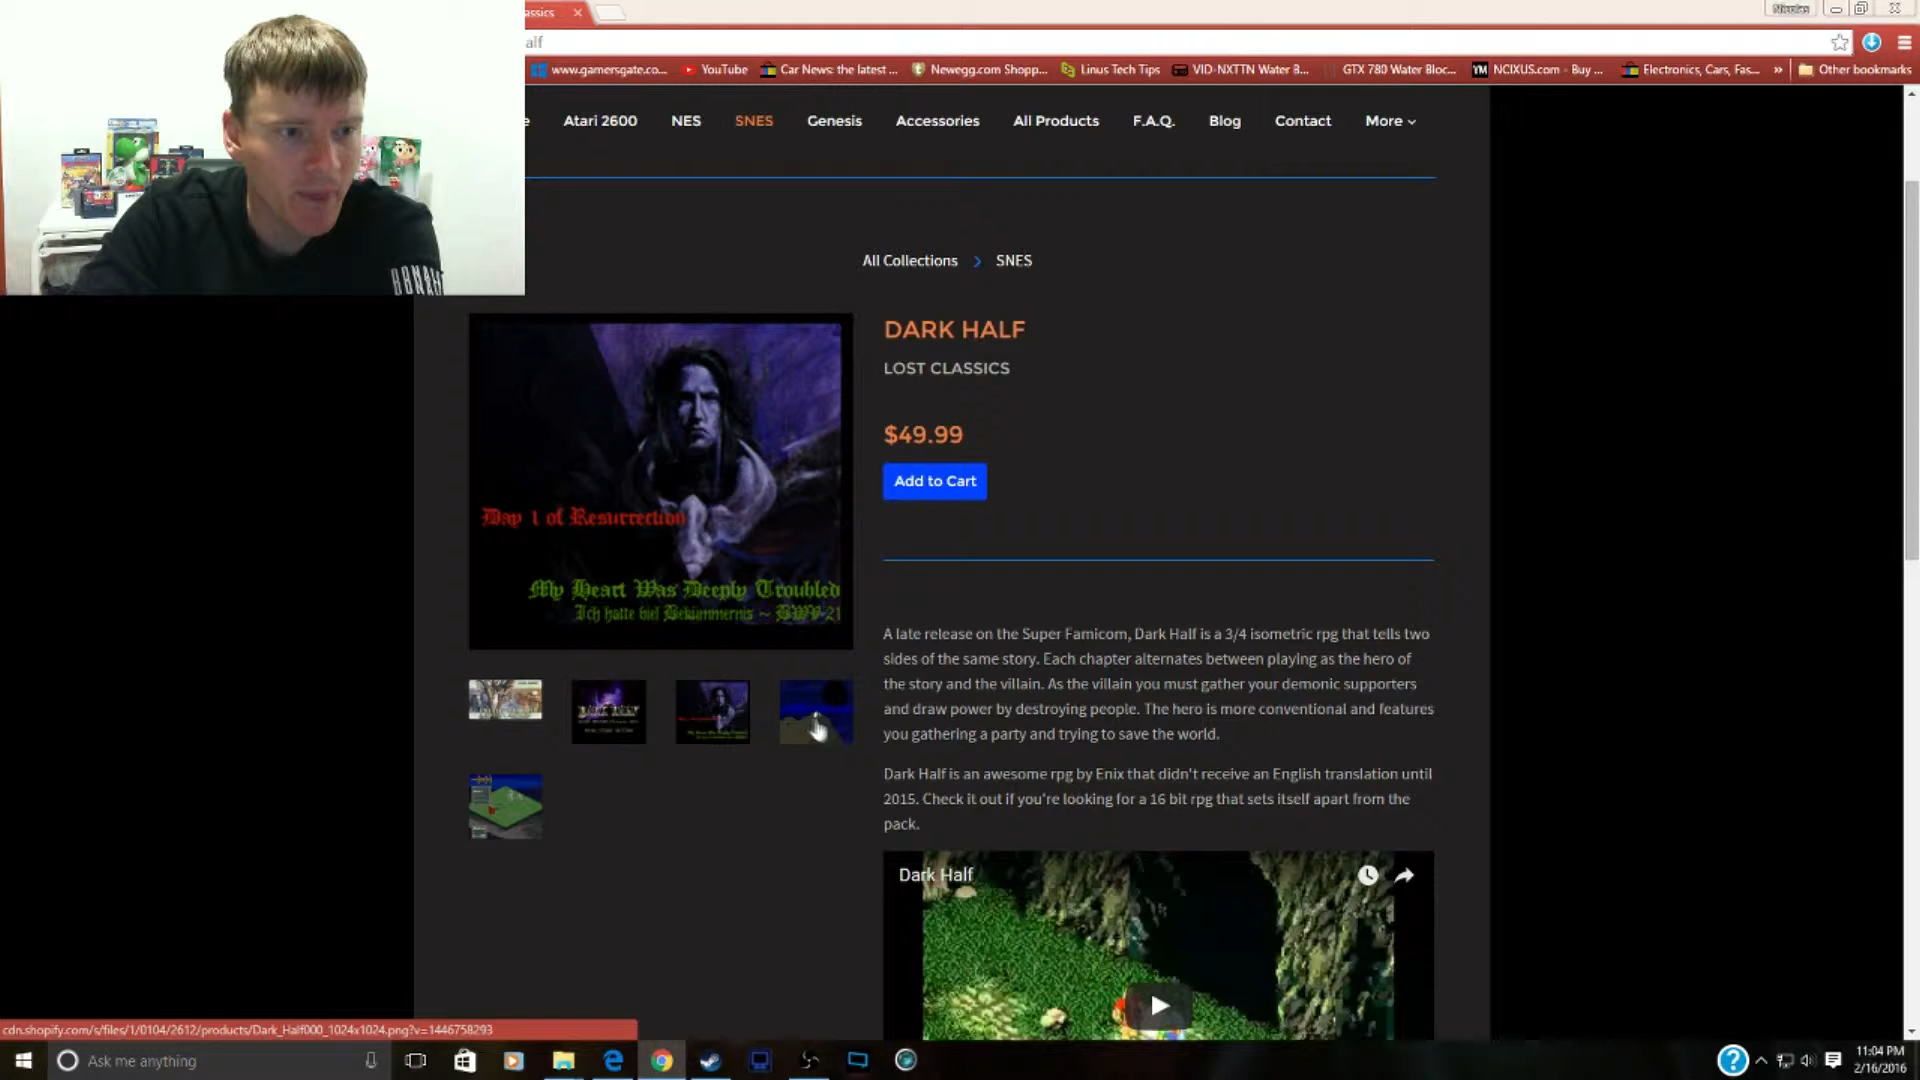 assics
Nicolas
alf
www.gamersgate.co...
YouTube
Car News: the latest ...
Newegg.com Shopp...
Linus Tech Tips
VID-NXTTN Water B...
GTX 780 Water Bloc...
NCIXUS.com - Buy ...
Electronics, Cars, Fas...
»
Other bookmarks
e
Atari 2600
NES
SNES
Genesis
Accessories
All Products
F.A.Q.
Blog
Contact
More
All Collections > SNES
DARK HALF
LOST CLASSICS
$49.99
Add to Cart
Day 1 of Resurrection
My Heart Was Deeply Troubled
Ich hatte viel Bekümmernis ~ BWV-21
DARK HALF
A late release on the Super Famicom, Dark Half is a 3/4 isometric rpg that tells two
sides of the same story. Each chapter alternates between playing as the hero of
the story and the villain. As the villain you must gather your demonic supporters
and draw power by destroying people. The hero is more conventional and features
you gathering a party and trying to save the world.
Dark Half is an awesome rpg by Enix that didn't receive an English translation until
2015. Check it out if you're looking for a 16 bit rpg that sets itself apart from the
pack.
Dark Half
cdn.shopify.com/s/files/1/0104/2612/products/Dark_Half000_1024x1024.png?v=1446758293
Ask me anything
11:04 PM
2/16/2016